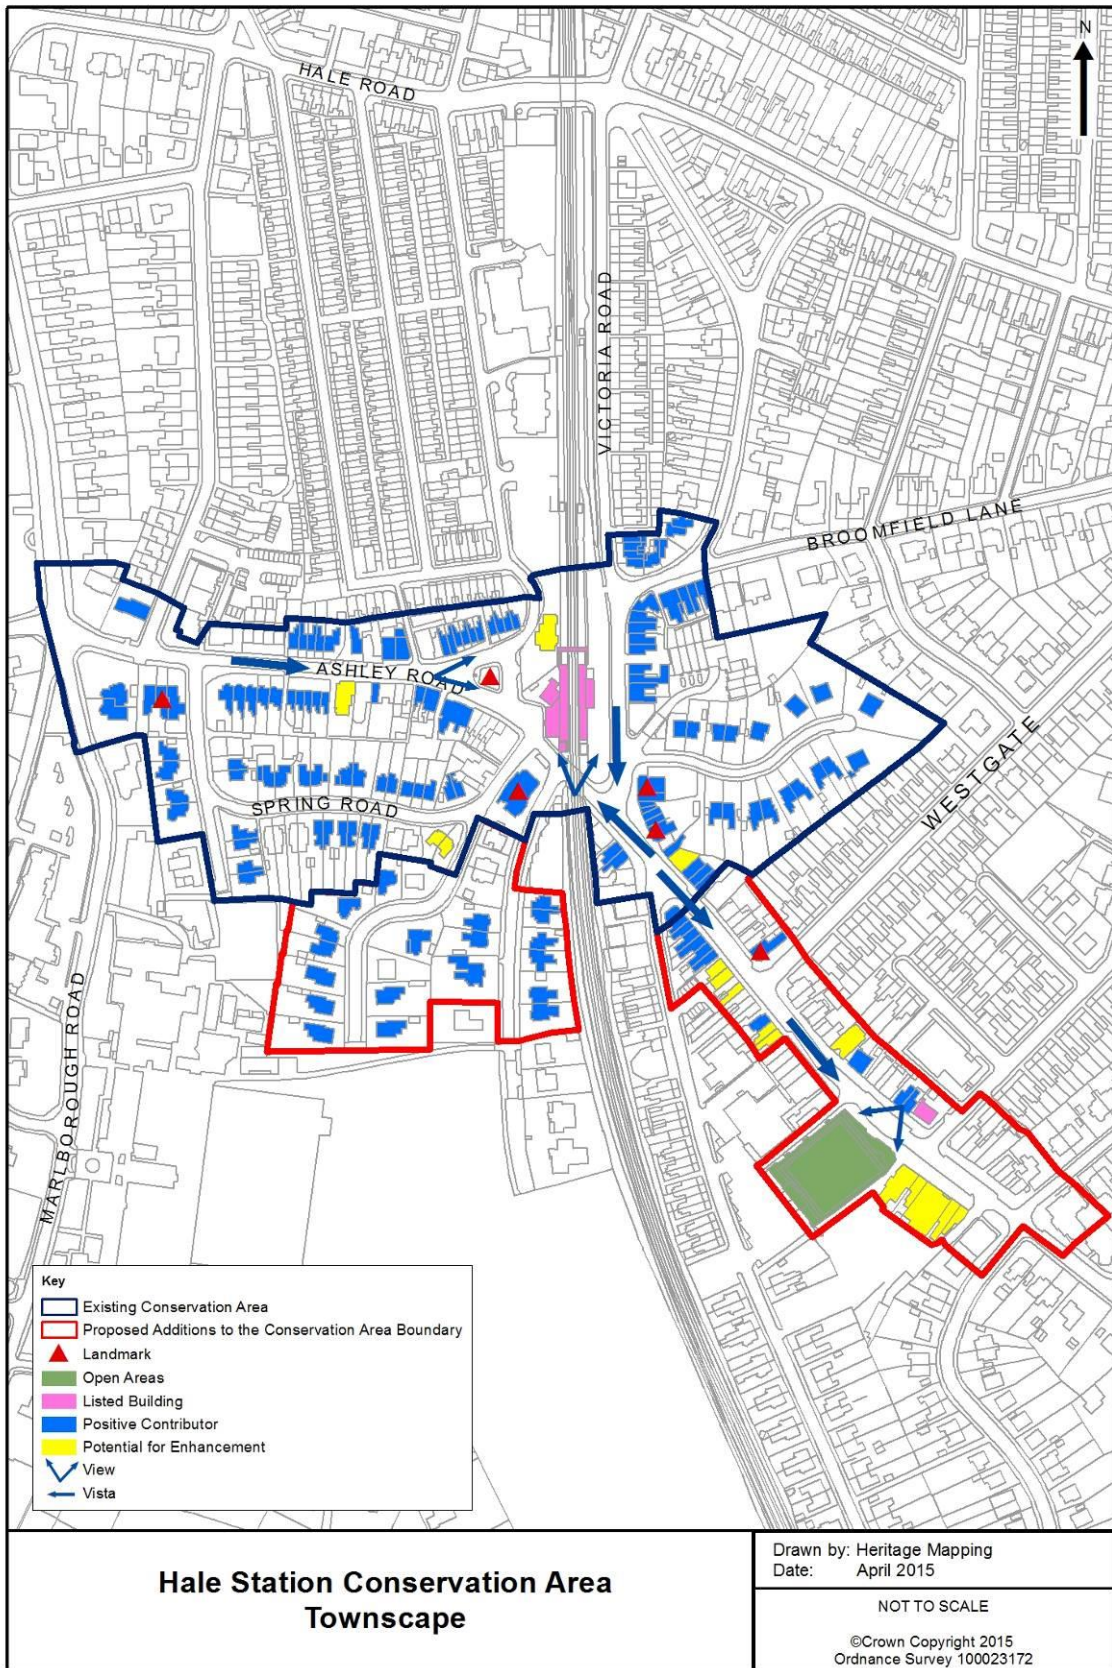 N
HALE ROAD
VICTORIA ROAD
BROOMFIELD LANE
ASHLEY ROAD
WESTGATE
SPRING ROAD
MARLBOROUGH ROAD
Key
Existing Conservation Area
Proposed Additions to the Conservation Area Boundary
Landmark
Open Areas
Listed Building
Positive Contributor
Potential for Enhancement
View
Vista
Hale Station Conservation Area
Townscape
Drawn by: Heritage Mapping
Date: April 2015
NOT TO SCALE
©Crown Copyright 2015
Ordnance Survey 100023172